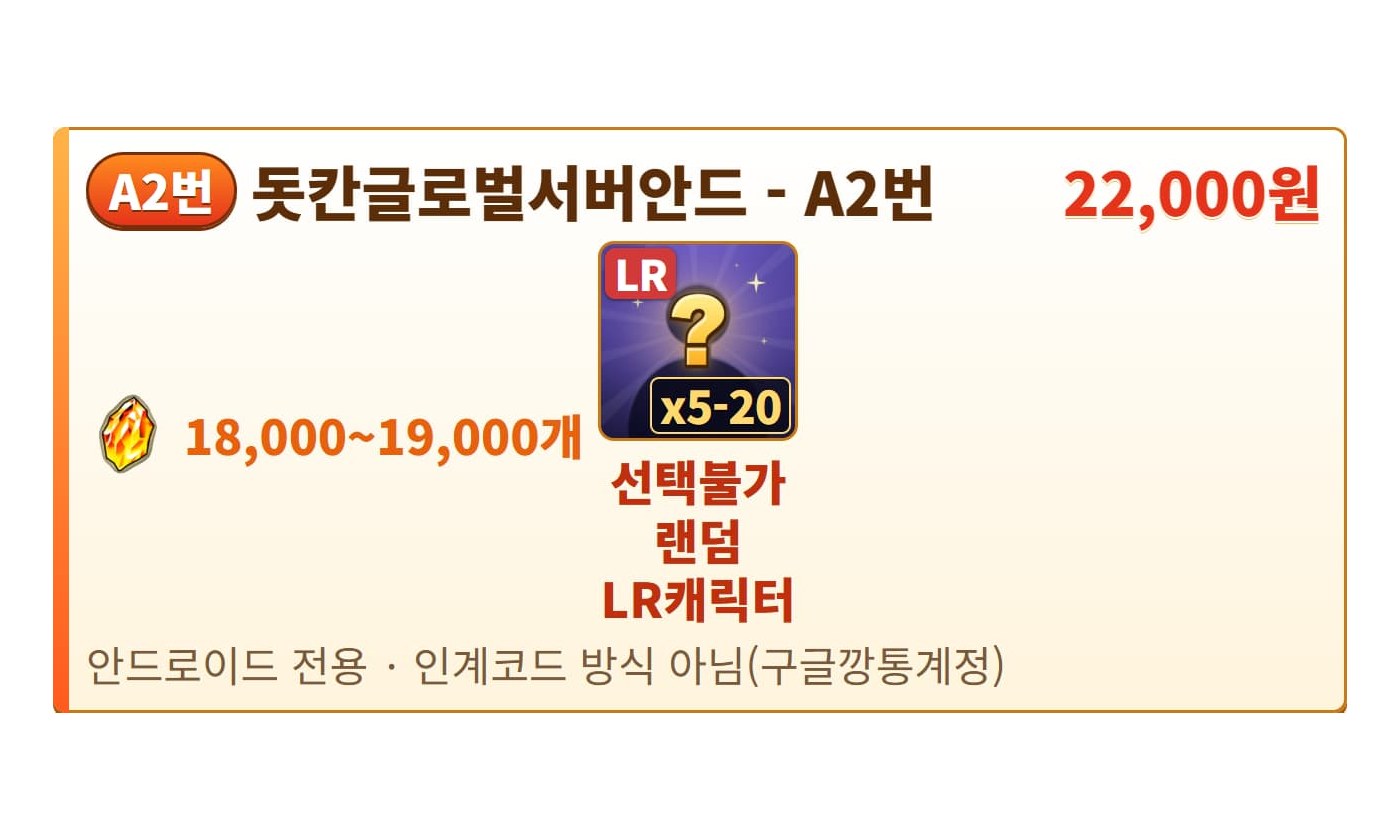 A2번 돗칸글로벌서버안드 - A2번 22,000원
LR
?
x5-20
18,000~19,000개
선택불가
랜덤
LR캐릭터
안드로이드 전용 · 인계코드 방식 아님(구글깡통계정)